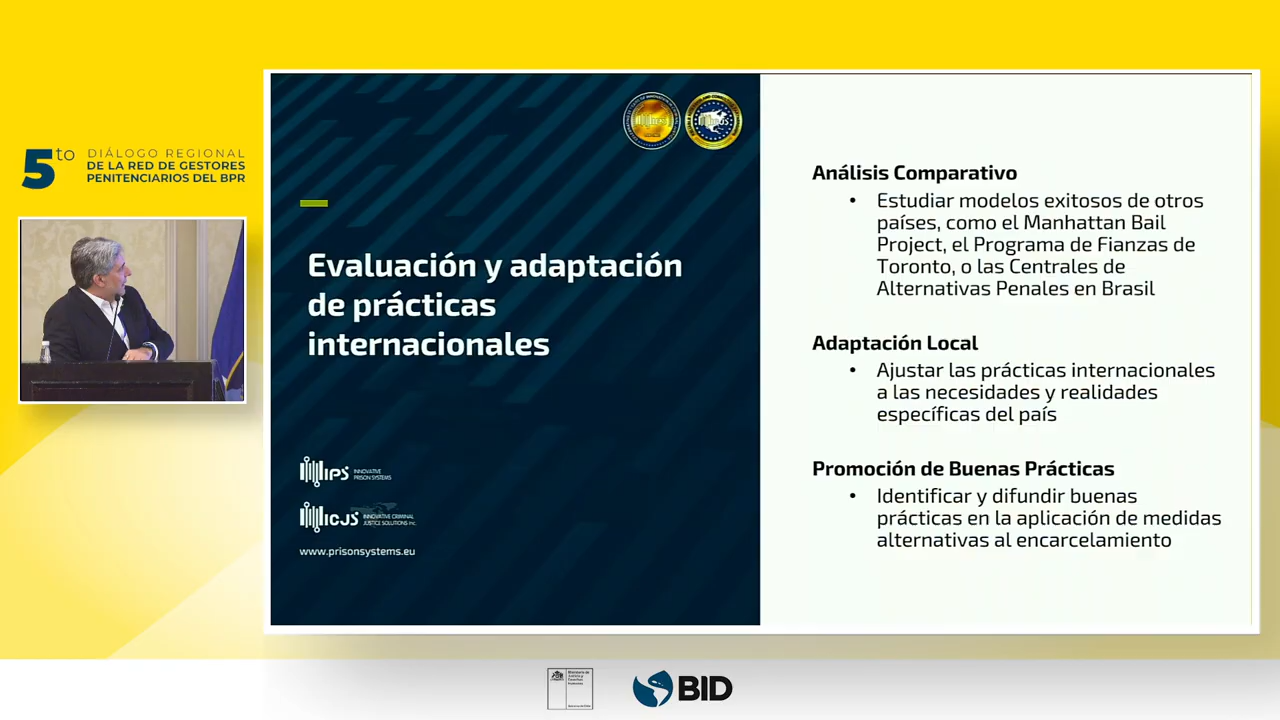 5to
DIÁLOGO REGIONAL
DE LA RED DE GESTORES
PENITENCIARIOS DEL BPR
Evaluación y adaptación
de prácticas
internacionales
IPS INNOVATIVE
PRISON SYSTEMS
ICJS INNOVATIVE CRIMINAL
JUSTICE SOLUTIONS Inc.
www.prisonsystems.eu
Análisis Comparativo
• Estudiar modelos exitosos de otros
países, como el Manhattan Bail
Project, el Programa de Fianzas de
Toronto, o las Centrales de
Alternativas Penales en Brasil
Adaptación Local
• Ajustar las prácticas internacionales
a las necesidades y realidades
específicas del país
Promoción de Buenas Prácticas
• Identificar y difundir buenas
prácticas en la aplicación de medidas
alternativas al encarcelamiento
BID